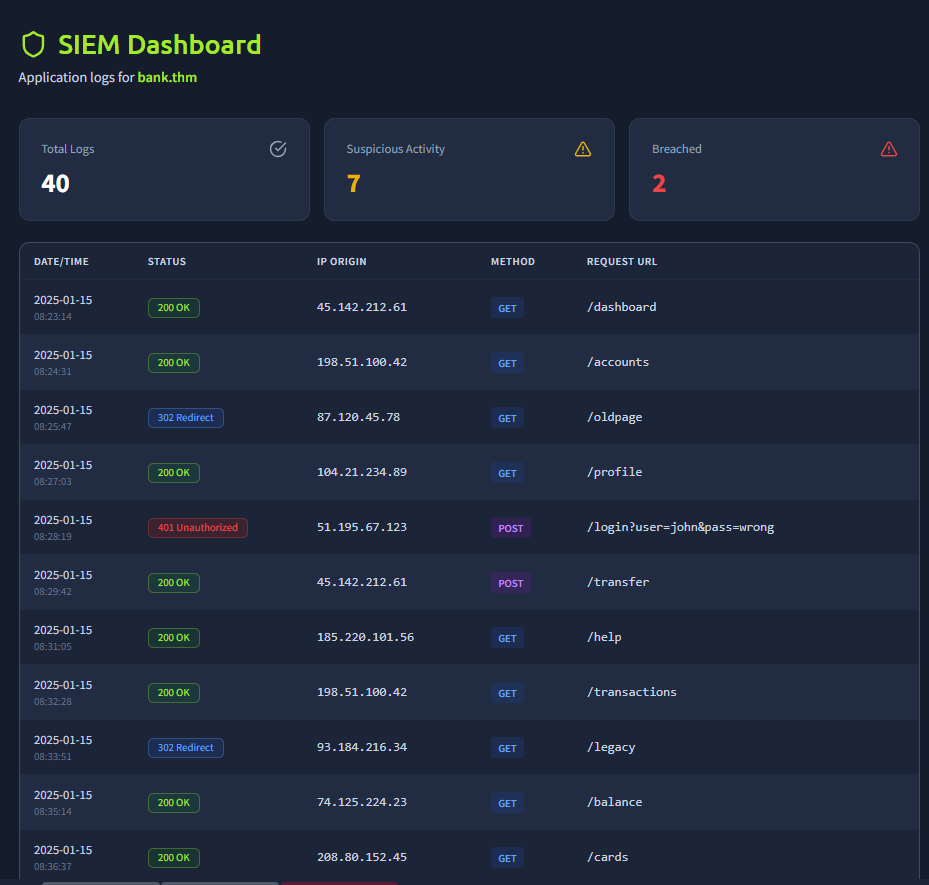 SIEM Dashboard
Application logs for bank.thm
Total Logs
40
Suspicious Activity
7
Breached
2
DATE/TIME STATUS IP ORIGIN METHOD REQUEST URL
2025-01-15
08:23:14
200 OK 45.142.212.61 GET /dashboard
2025-01-15
08:24:31
200 OK 198.51.100.42 GET /accounts
2025-01-15
08:25:47
302 Redirect 87.120.45.78 GET /oldpage
2025-01-15
08:27:03
200 OK 104.21.234.89 GET /profile
2025-01-15
08:28:19
401 Unauthorized 51.195.67.123 POST /login?user=john&pass=wrong
2025-01-15
08:29:42
200 OK 45.142.212.61 POST /transfer
2025-01-15
08:31:05
200 OK 185.220.101.56 GET /help
2025-01-15
08:32:28
200 OK 198.51.100.42 GET /transactions
2025-01-15
08:33:51
302 Redirect 93.184.216.34 GET /legacy
2025-01-15
08:35:14
200 OK 74.125.224.23 GET /balance
2025-01-15
08:36:37
200 OK 208.80.152.45 GET /cards